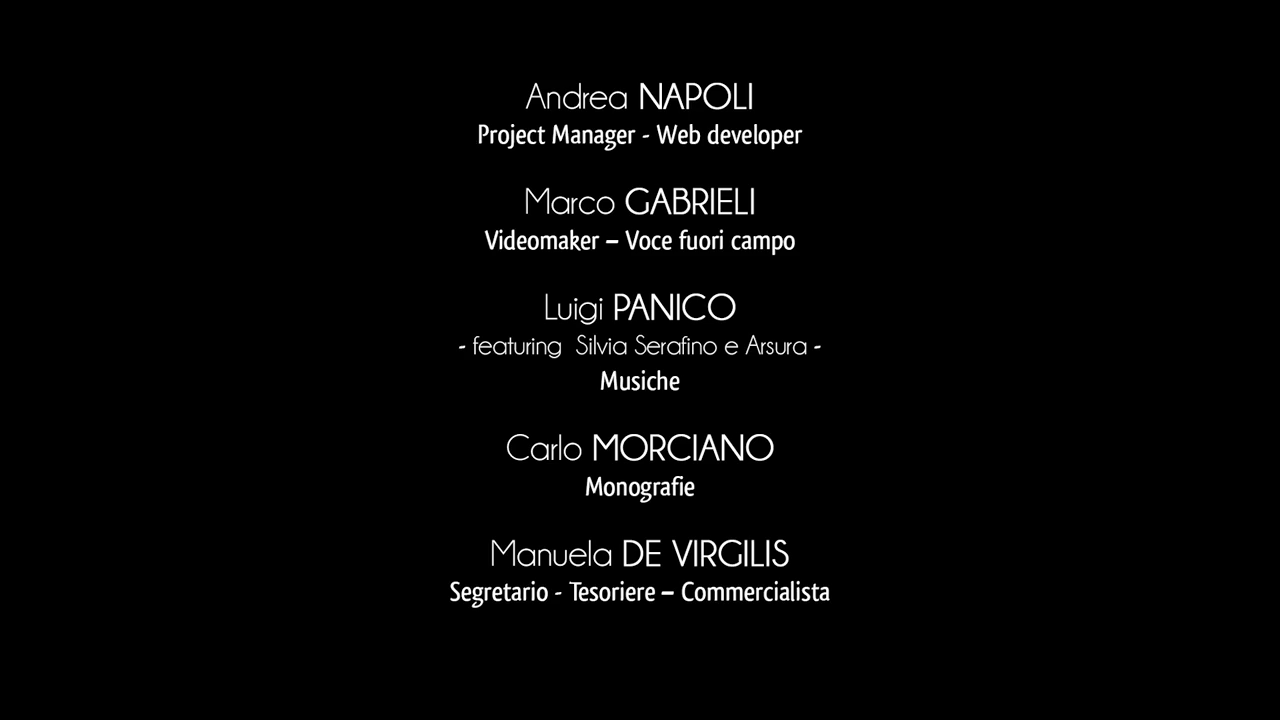 Andrea NAPOLI
Project Manager - Web developer
Marco GABRIELI
Videomaker – Voce fuori campo
Luigi PANICO
- featuring  Silvia Serafino e Arsura -
Musiche
Carlo MORCIANO
Monografie
Manuela DE VIRGILIS
Segretario - Tesoriere – Commercialista